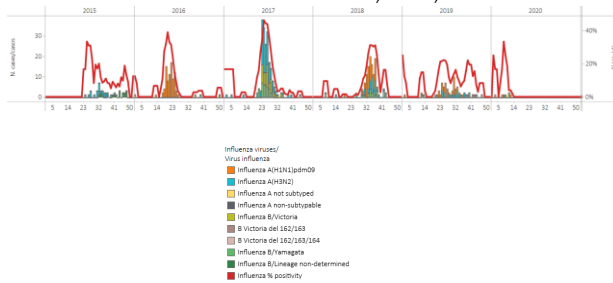 2015 2016 2017 2018 2019 2020
N. cases/casos
30
20
10
0
40%
20%
0%
5 14 23 32 41 50 5 14 23 32 41 50 5 14 23 32 41 50 5 14 23 32 41 50 5 14 23 32 41 50 5 14 23 32 41 50
Influenza viruses/
Virus influenza
Influenza A(H1N1)pdm09
Influenza A(H3N2)
Influenza A not subtyped
Influenza A non-subtypable
Influenza B/Victoria
B Victoria del 162/163
B Victoria del 162/163/164
Influenza B/Yamagata
Influenza B/Lineage non-determined
Influenza % positivity